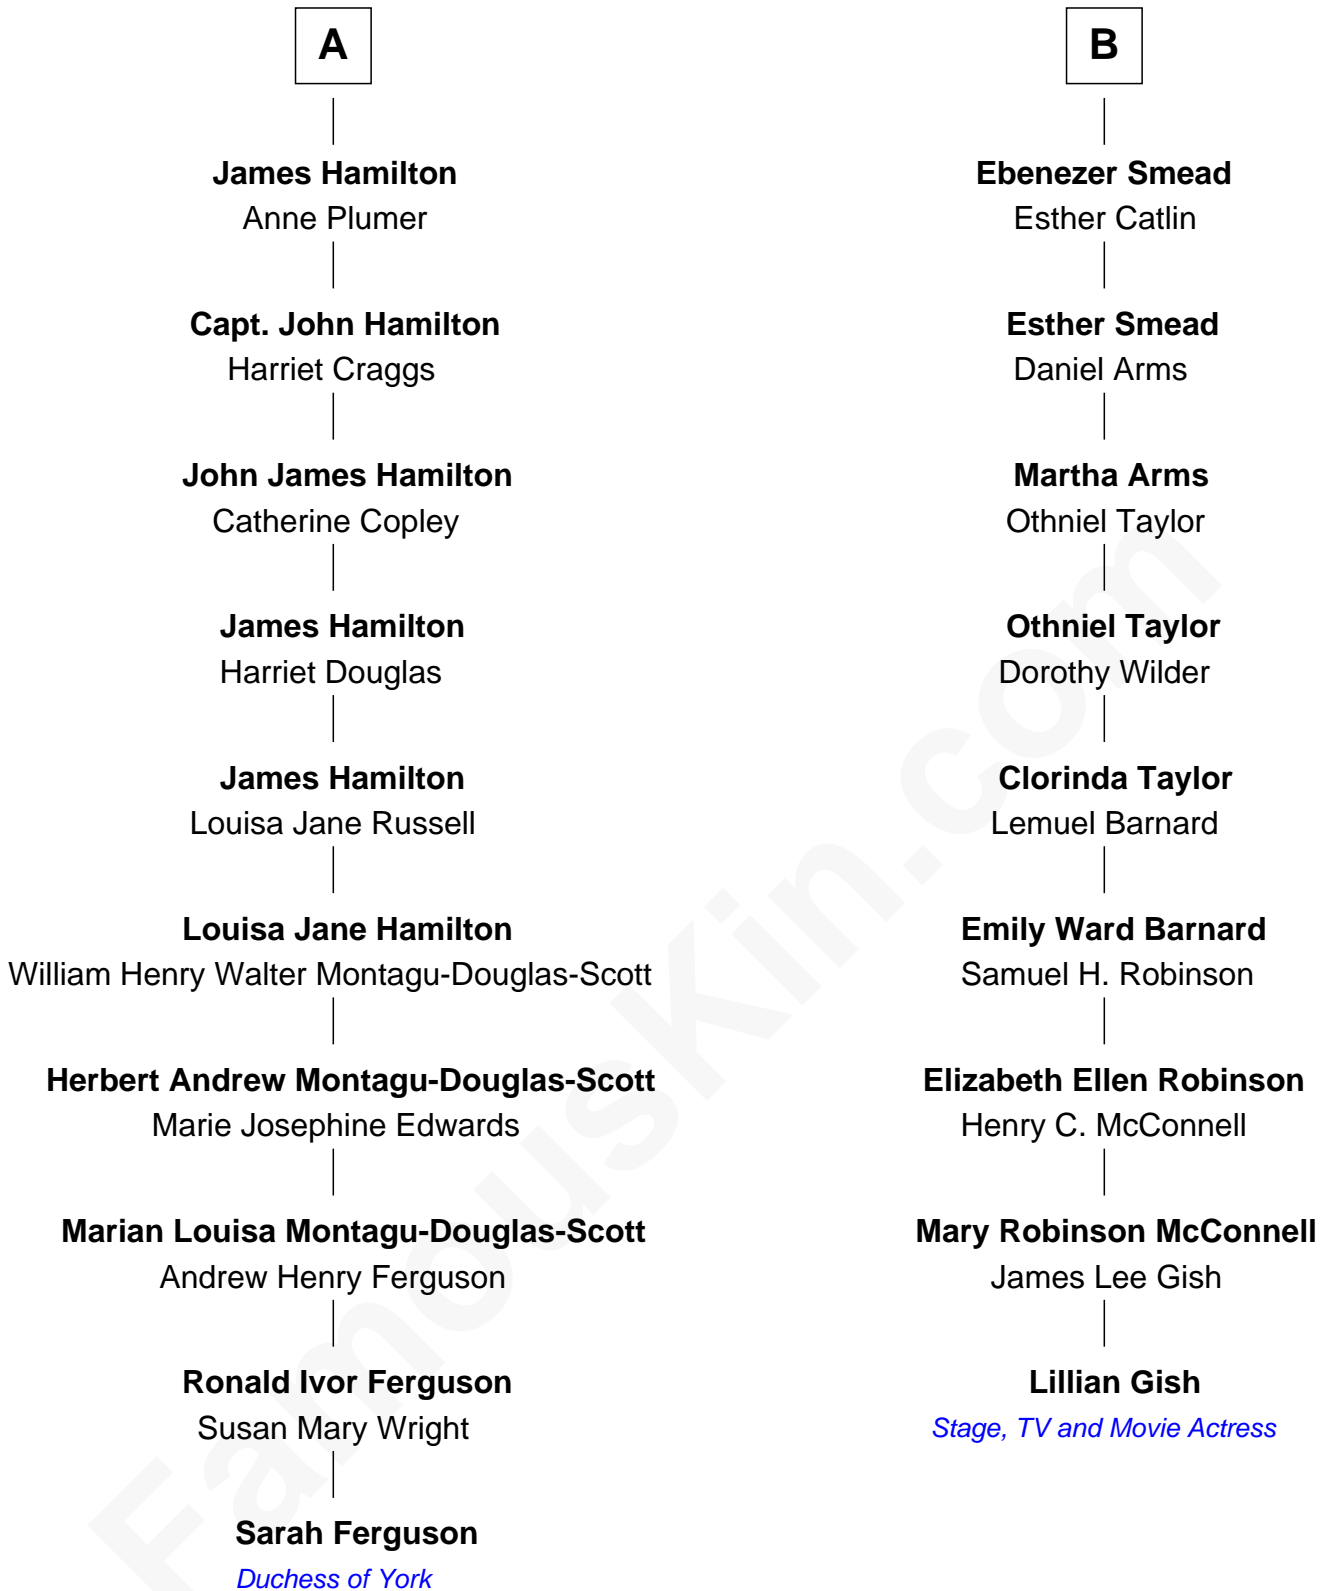 A
James Hamilton
Anne Plumer
Capt. John Hamilton
Harriet Craggs
John James Hamilton
Catherine Copley
James Hamilton
Harriet Douglas
James Hamilton
Louisa Jane Russell
Louisa Jane Hamilton
William Henry Walter Montagu-Douglas-Scott
Herbert Andrew Montagu-Douglas-Scott
Marie Josephine Edwards
Marian Louisa Montagu-Douglas-Scott
Andrew Henry Ferguson
Ronald Ivor Ferguson
Susan Mary Wright
Sarah Ferguson
Duchess of York
B
Ebenezer Smead
Esther Catlin
Esther Smead
Daniel Arms
Martha Arms
Othniel Taylor
Othniel Taylor
Dorothy Wilder
Clorinda Taylor
Lemuel Barnard
Emily Ward Barnard
Samuel H. Robinson
Elizabeth Ellen Robinson
Henry C. McConnell
Mary Robinson McConnell
James Lee Gish
Lillian Gish
Stage, TV and Movie Actress
FamousKin.com